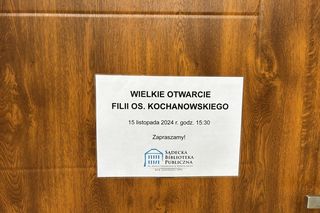 WIELKIE OTWARCIE
FILII OS. KOCHANOWSKIEGO
15 listopada 2024 r. godz. 15:30
Zapraszamy!
SĄDECKA
BIBLIOTEKA
PUBLICZNA